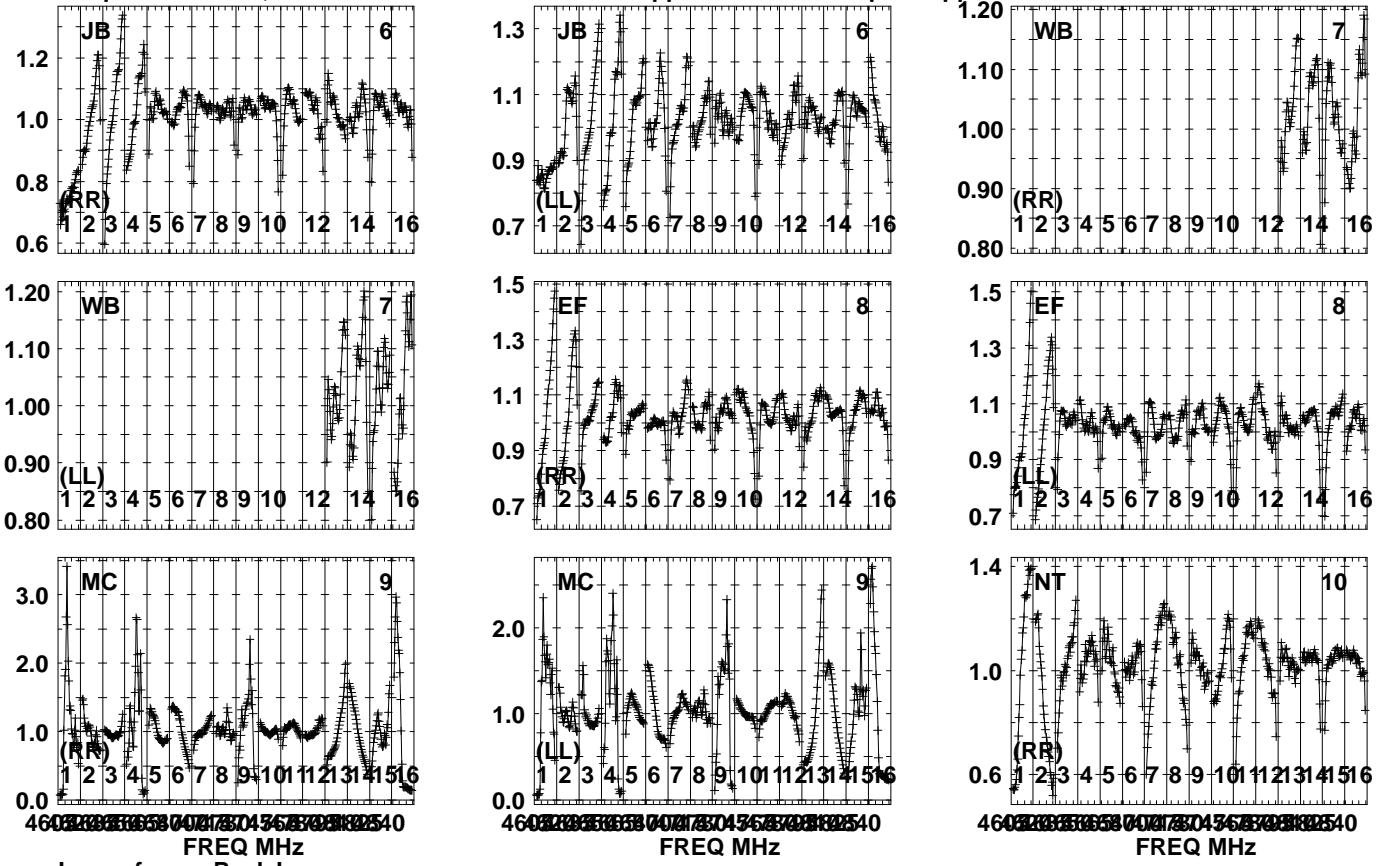 JB 6
1.2
1.0
0.8
0.6
(RR)
1 2 3 4 5 6 7 8 9 10 12 14 16
JB 6
1.3
1.1
0.9
0.7
(LL)
1 2 3 4 5 6 7 8 9 10 12 14 16
WB 7
1.20
1.10
1.00
0.90
0.80
(RR)
1 2 3 4 5 6 7 8 9 10 12 14 16
WB 7
1.20
1.10
1.00
0.90
0.80
(LL)
1 2 3 4 5 6 7 8 9 10 12 14 16
EF 8
1.5
1.3
1.1
0.9
0.7
(RR)
1 2 3 4 5 6 7 8 9 10 12 14 16
EF 8
1.5
1.3
1.1
0.9
0.7
(LL)
1 2 3 4 5 6 7 8 9 10 12 14 16
MC 9
3.0
2.0
1.0
0.0
(RR)
1 2 3 4 5 6 7 8 9 10 11 12 13 14 15 16
FREQ MHz
MC 9
2.0
1.0
0.0
(LL)
1 2 3 4 5 6 7 8 9 10 11 12 13 14 15 16
FREQ MHz
NT 10
1.4
1.0
0.6
(RR)
1 2 3 4 5 6 7 8 9 10 11 12 13 14 15 16
FREQ MHz